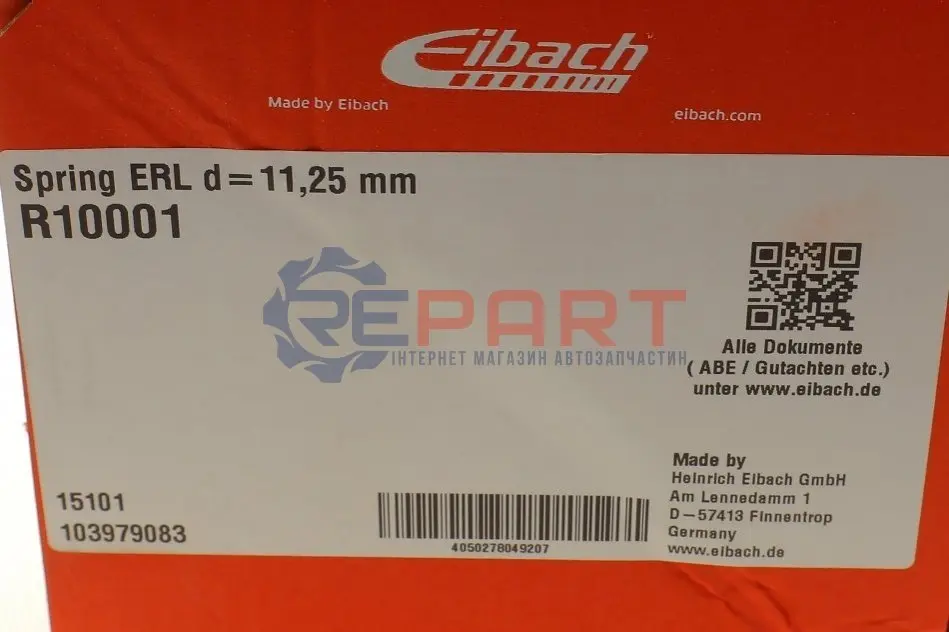 Eibach
Made by Eibach
eibach.com
Spring ERL d=11,25 mm
R10001
REPART
ІНТЕРНЕТ МАГАЗИН АВТОЗАПЧАСТИН
Alle Dokumente
( ABE / Gutachten etc.)
unter www.eibach.de
15101
103979083
4050278049207
Made by
Heinrich Eibach GmbH
Am Lennedamm 1
D-57413 Finnentrop
Germany
www.eibach.de